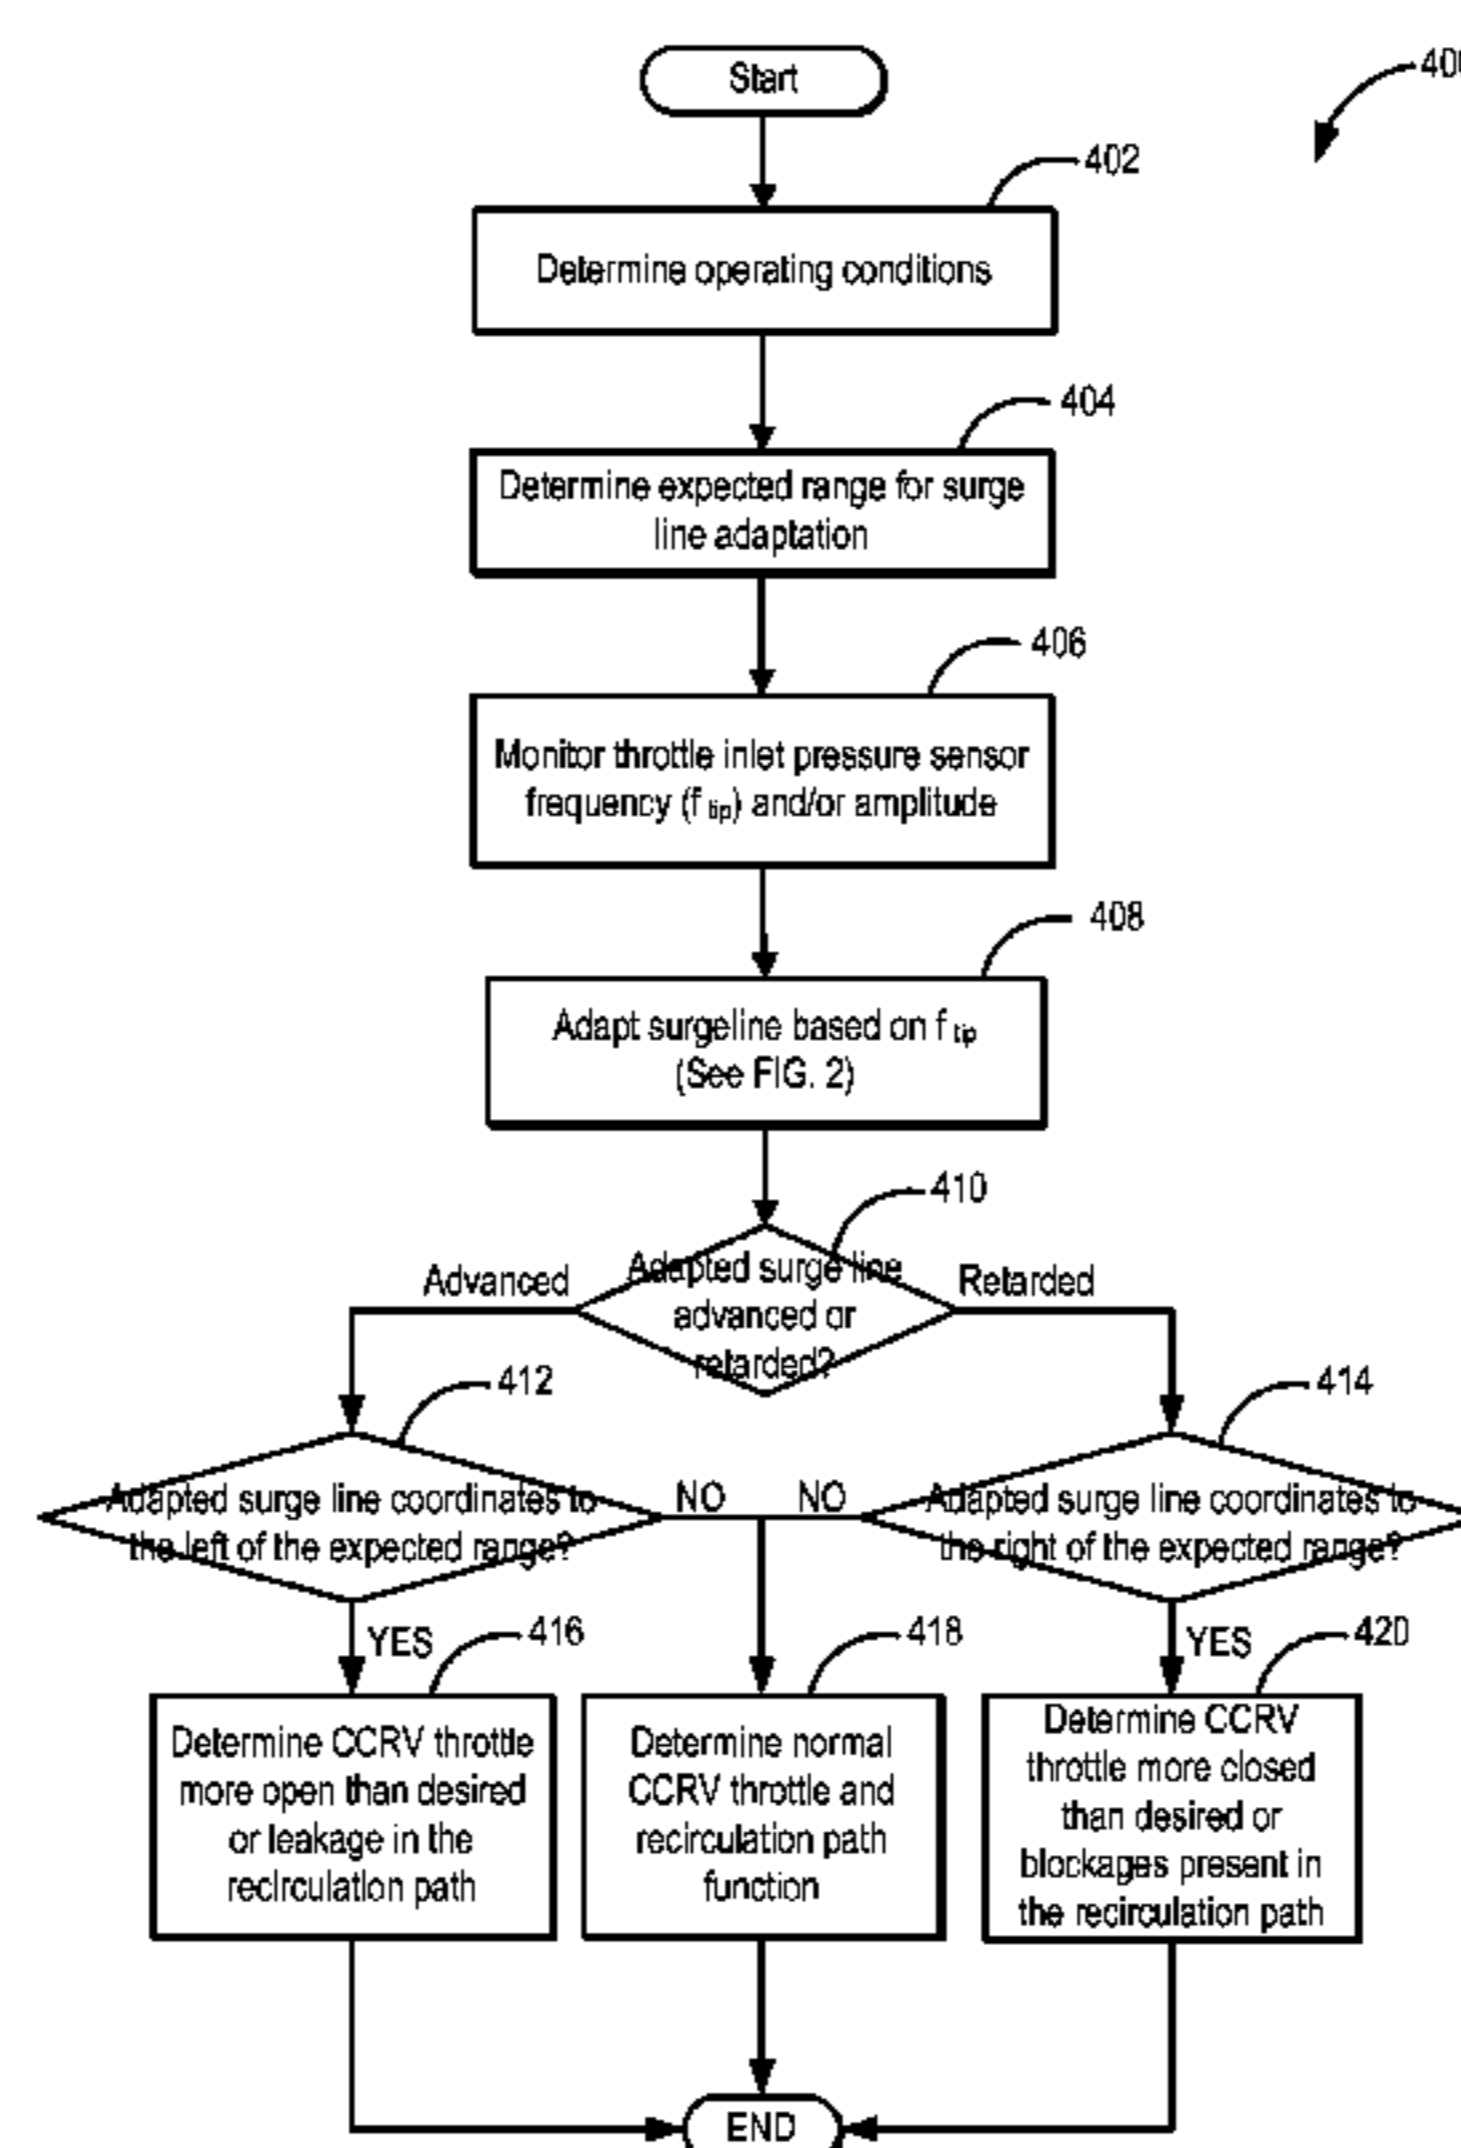 Start
400
402
Determine operating conditions
404
Determine expected range for surge
line adaptation
406
Monitor throttle inlet pressure sensor
frequency (f tip) and/or amplitude
408
Adapt surgeline based on f tip
(See FIG. 2)
410
Advanced
Adapted surge line
advanced or
retarded?
Retarded
412
414
Adapted surge line coordinates to
the left of the expected range?
NO
NO
Adapted surge line coordinates to
the right of the expected range?
YES
416
418
YES
420
Determine CCRV throttle
more open than desired
or leakage in the
recirculation path
Determine normal
CCRV throttle and
recirculation path
function
Determine CCRV
throttle more closed
than desired or
blockages present in
the recirculation path
END